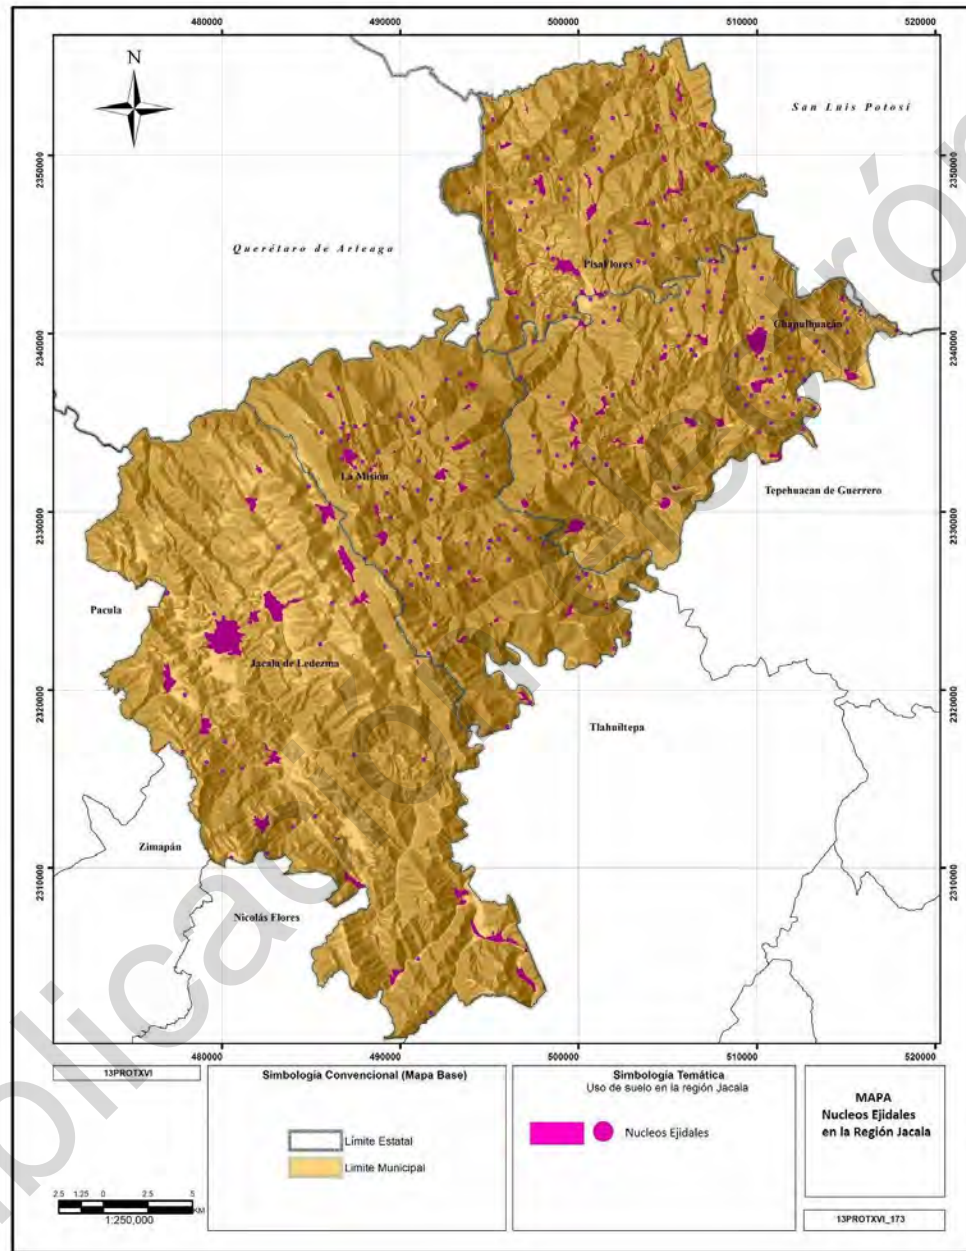 480000 490000 500000 510000 520000
N
San Luis Potosí
2350000 2350000
Querétaro de Arteaga
Pisaflores
Chapulhuacán
2340000 2340000
La Misión
Tepehuacan de Guerrero
2330000 2330000
Pacula
Jacala de Ledezma
2320000 2320000
Tlahuiltepa
Zimapán
2310000 2310000
Nicolás Flores
480000 490000 500000 510000 520000
13PROTXVI
Simbología Convencional (Mapa Base)
Límite Estatal
Limite Municipal
2.5 1.25 0 2.5 5
KM
1:250,000
Simbología Temática
Uso de suelo en la región Jacala
Nucleos Ejidales
MAPA
Nucleos Ejidales
en la Región Jacala
13PROTXVI_173